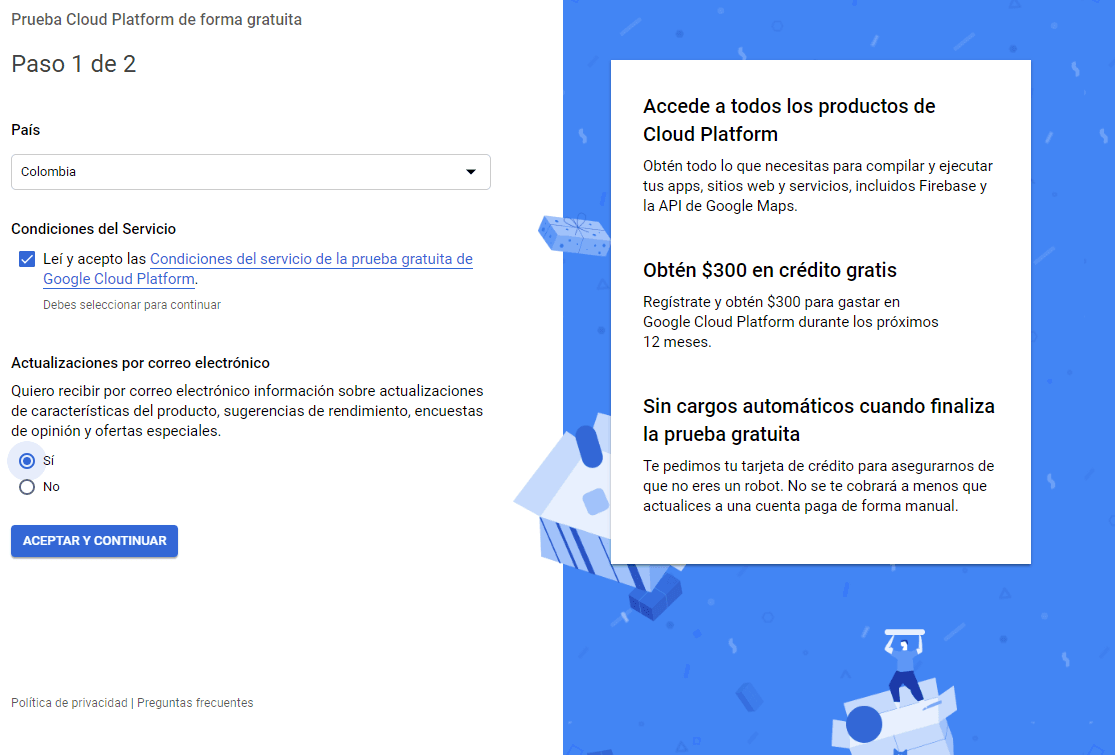 Prueba Cloud Platform de forma gratuita
Paso 1 de 2
País
Colombia
Condiciones del Servicio
Leí y acepto las Condiciones del servicio de la prueba gratuita de
Google Cloud Platform.
Debes seleccionar para continuar
Actualizaciones por correo electrónico
Quiero recibir por correo electrónico información sobre actualizaciones
de características del producto, sugerencias de rendimiento, encuestas
de opinión y ofertas especiales.
Sí
No
ACEPTAR Y CONTINUAR
Política de privacidad | Preguntas frecuentes
Accede a todos los productos de
Cloud Platform
Obtén todo lo que necesitas para compilar y ejecutar
tus apps, sitios web y servicios, incluidos Firebase y
la API de Google Maps.
Obtén $300 en crédito gratis
Regístrate y obtén $300 para gastar en
Google Cloud Platform durante los próximos
12 meses.
Sin cargos automáticos cuando finaliza
la prueba gratuita
Te pedimos tu tarjeta de crédito para asegurarnos de
que no eres un robot. No se te cobrará a menos que
actualices a una cuenta paga de forma manual.